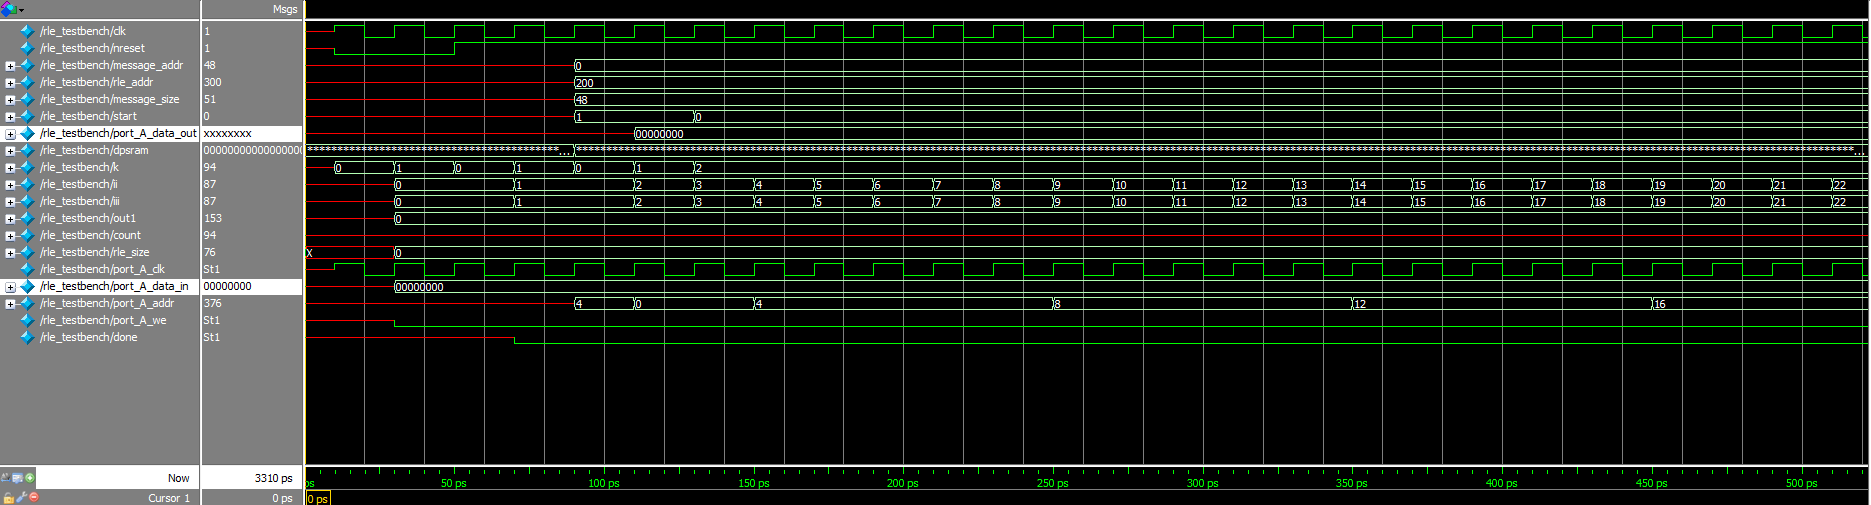 Msgs
/rle_testbench/clk 1
/rle_testbench/nreset 1
/rle_testbench/message_addr 48 0
/rle_testbench/rle_addr 300 200
/rle_testbench/message_size 51 48
/rle_testbench/start 0 1 0
/rle_testbench/port_A_data_out xxxxxxxx 00000000
/rle_testbench/dpsram 0000000000000000 ... ...
/rle_testbench/k 94 0 1 0 1 0 1 2
/rle_testbench/ii 87 0 1 2 3 4 5 6 7 8 9 10 11 12 13 14 15 16 17 18 19 20 21 22
/rle_testbench/iii 87 0 1 2 3 4 5 6 7 8 9 10 11 12 13 14 15 16 17 18 19 20 21 22
/rle_testbench/out1 153 0
/rle_testbench/count 94
/rle_testbench/rle_size 76 X 0
/rle_testbench/port_A_clk St1
/rle_testbench/port_A_data_in 00000000 00000000
/rle_testbench/port_A_addr 376 4 0 4 8 12 16
/rle_testbench/port_A_we St1
/rle_testbench/done St1
Now 3310 ps ps 50 ps 100 ps 150 ps 200 ps 250 ps 300 ps 350 ps 400 ps 450 ps 500 ps
Cursor 1 0 ps 0 ps